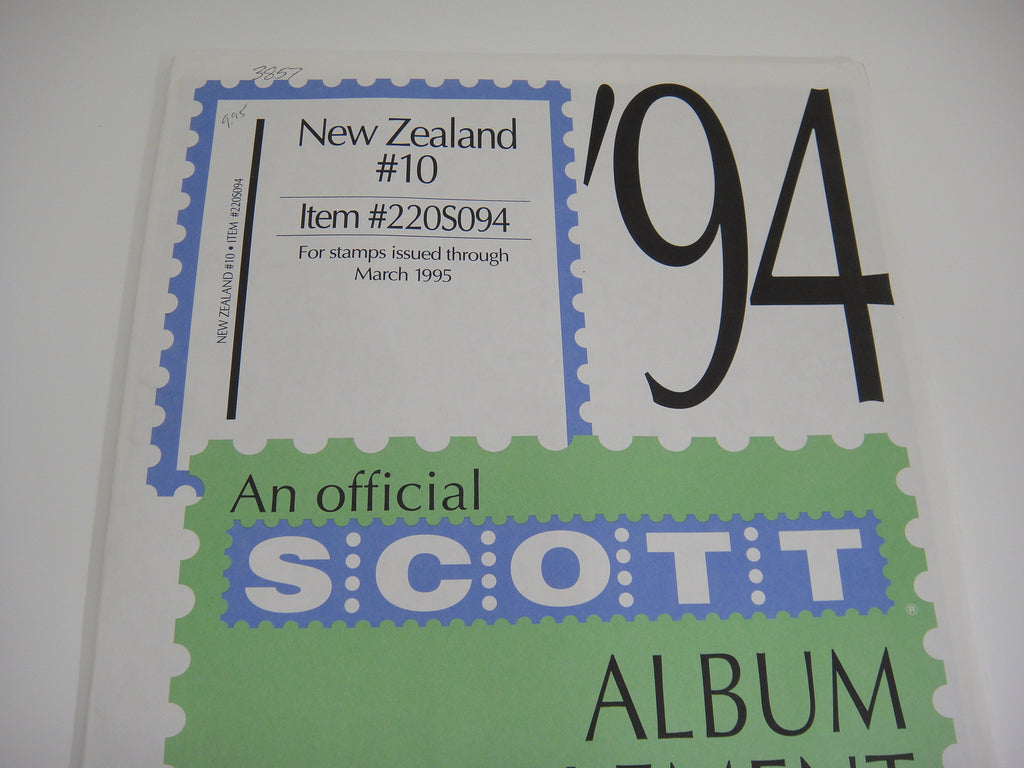 3857
9.95
New Zealand
#10
Item #220S094
For stamps issued through
March 1995
NEW ZEALAND #10 • ITEM #220S094
'94
An official
SCOTT®
ALBUM